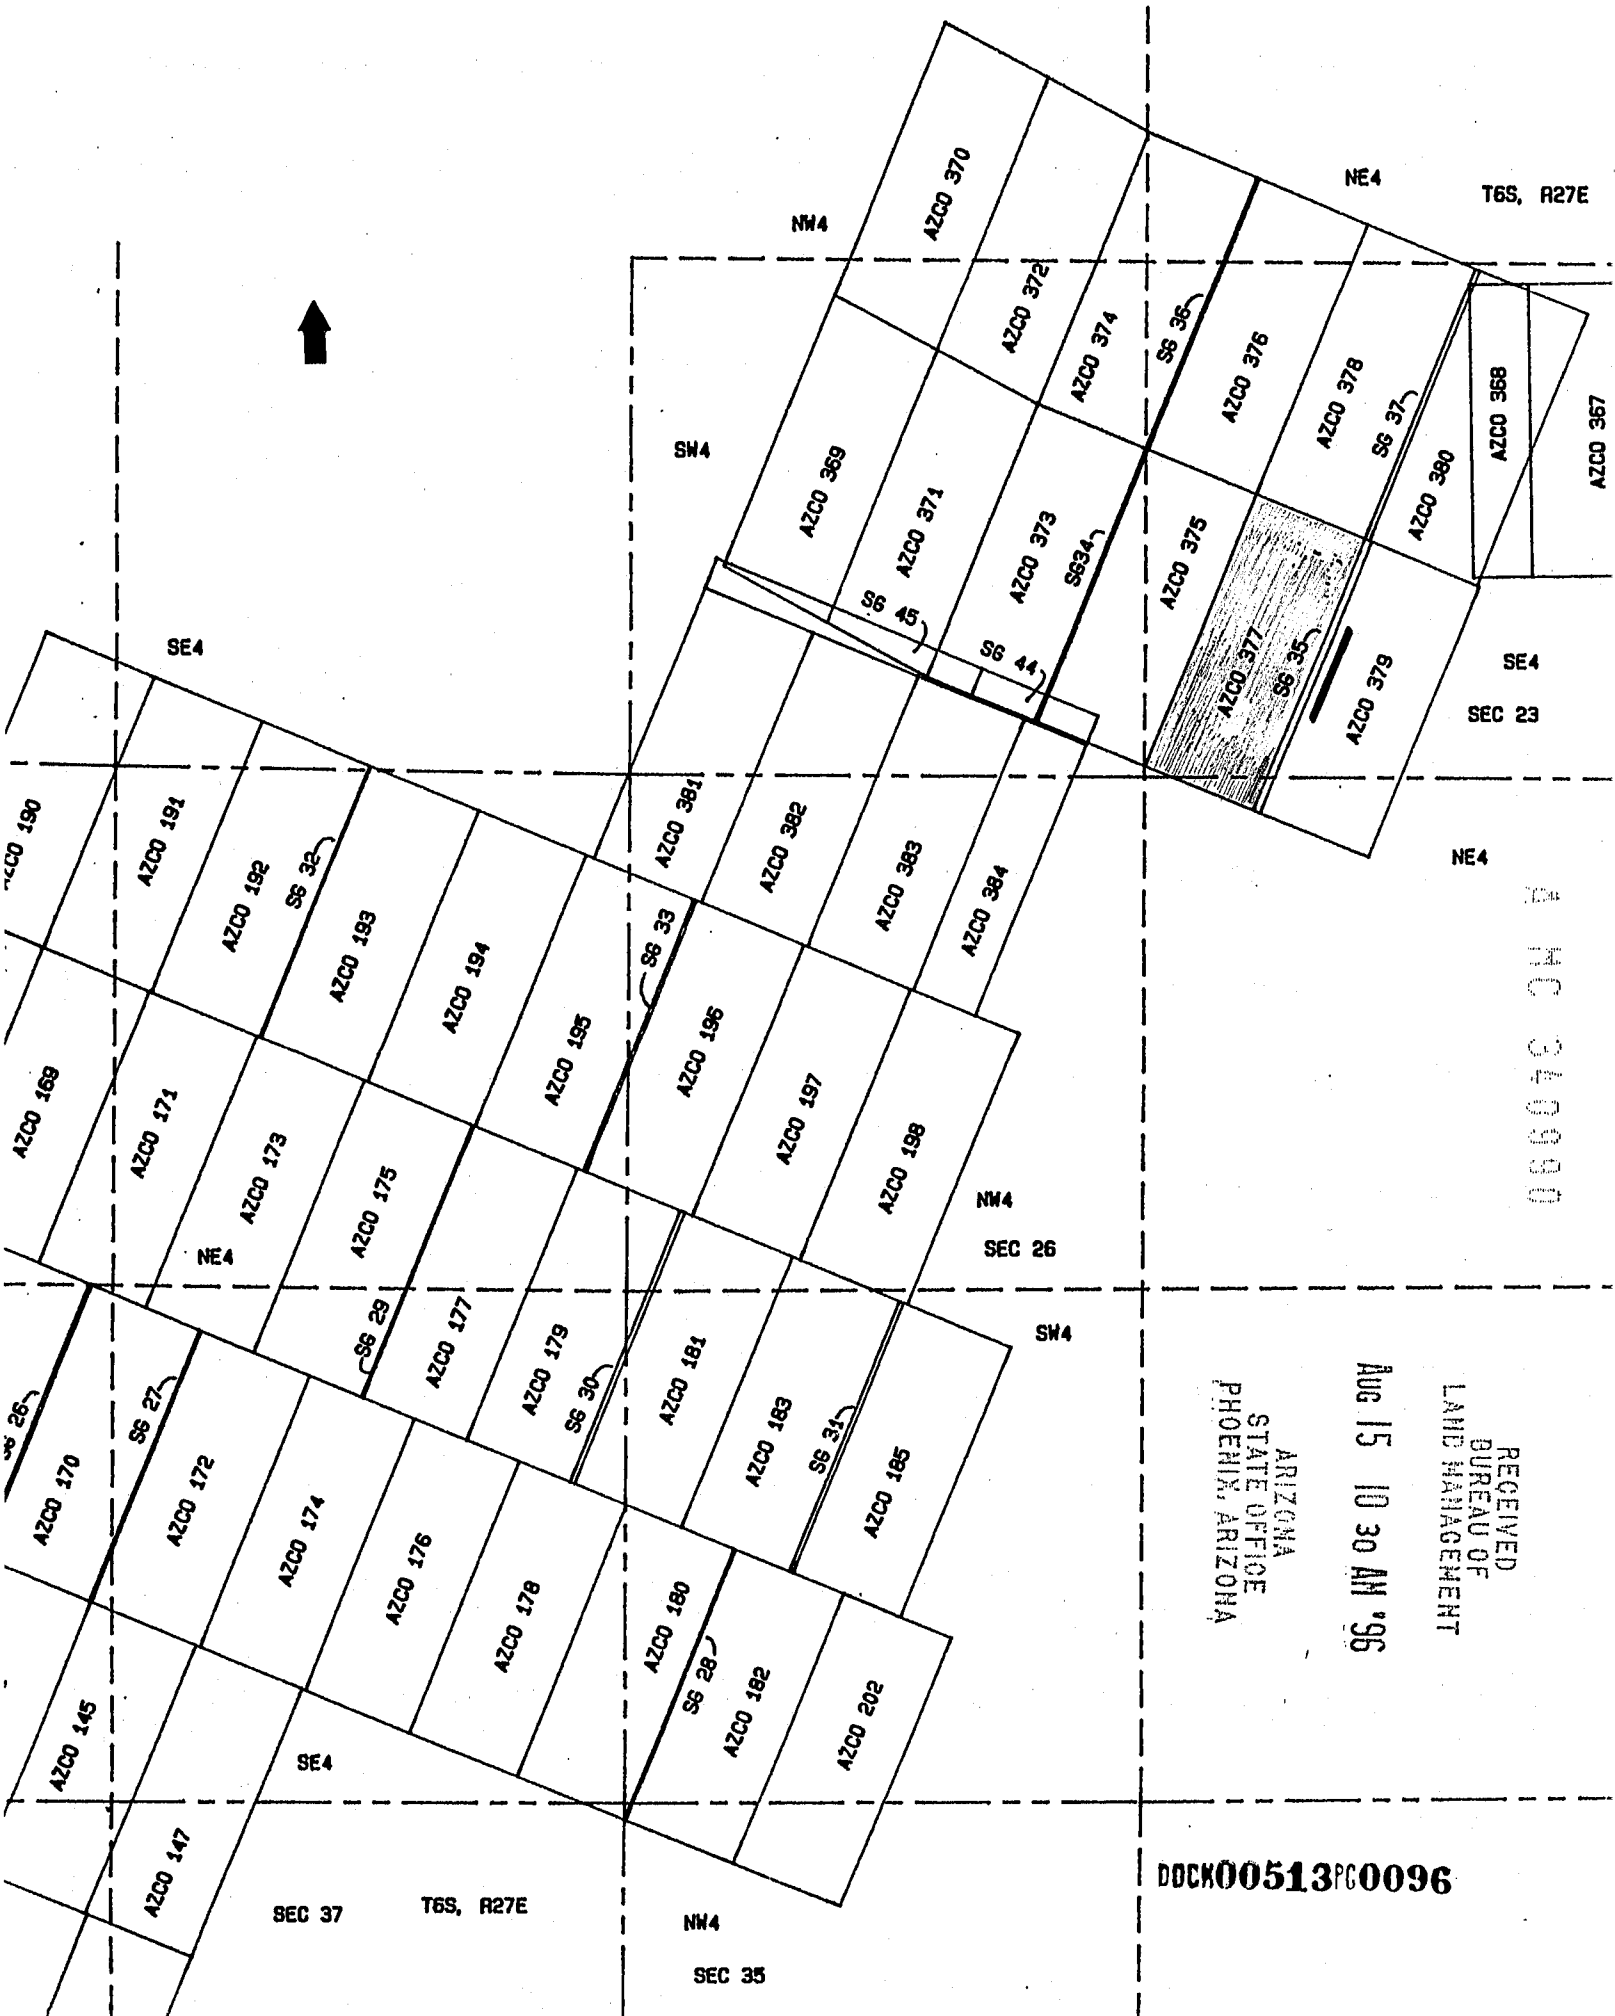 NE4
T6S, R27E
NW4
AZCO 370
AZCO 372
AZCO 374
SG 36
AZCO 376
AZCO 378
SG 37
AZCO 380
AZCO 368
AZCO 367
SW4
AZCO 369
AZCO 371
AZCO 373
SG34
AZCO 375
AZCO 377
SG 35
AZCO 379
SG 45
SG 44
SE4
SE4
SEC 23
NE4
AZCO 190
AZCO 191
AZCO 192
SG 32
AZCO 193
AZCO 194
AZCO 195
SG 33
AZCO 381
AZCO 382
AZCO 383
AZCO 384
AZCO 196
AZCO 197
AZCO 198
AZCO 169
AZCO 171
AZCO 173
AZCO 175
NE4
NW4
SEC 26
SW4
SG 29
AZCO 177
AZCO 179
SG 30
AZCO 181
AZCO 183
SG 31
AZCO 185
SG 26
AZCO 170
SG 27
AZCO 172
AZCO 174
AZCO 176
AZCO 178
AZCO 180
SG 28
AZCO 182
AZCO 202
AZCO 145
AZCO 147
SE4
SEC 37
T6S, R27E
NW4
SEC 35
A MC
RECEIVED
BUREAU OF
LAND MANAGEMENT
AUG 15 10 30 AM '96
ARIZONA
STATE OFFICE
PHOENIX, ARIZONA
DOCK00513PG0096